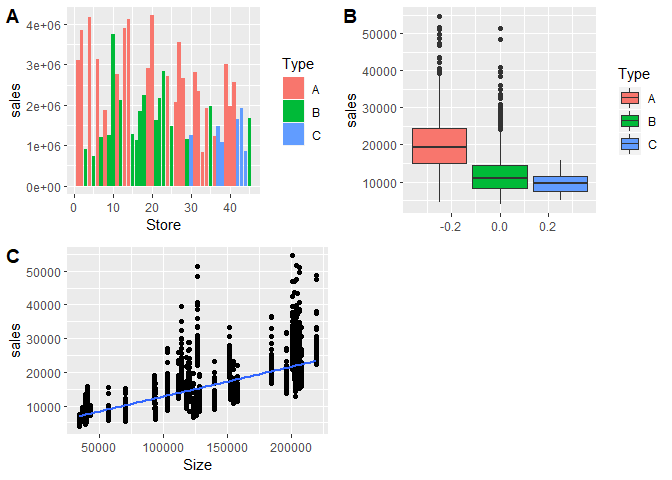 A
sales
4e+06
3e+06
2e+06
1e+06
0e+00
0
10
20
30
40
Store
Type
A
B
C
B
sales
50000
40000
30000
20000
10000
-0.2
0.0
0.2
Type
A
B
C
C
sales
50000
40000
30000
20000
10000
50000
100000
150000
200000
Size